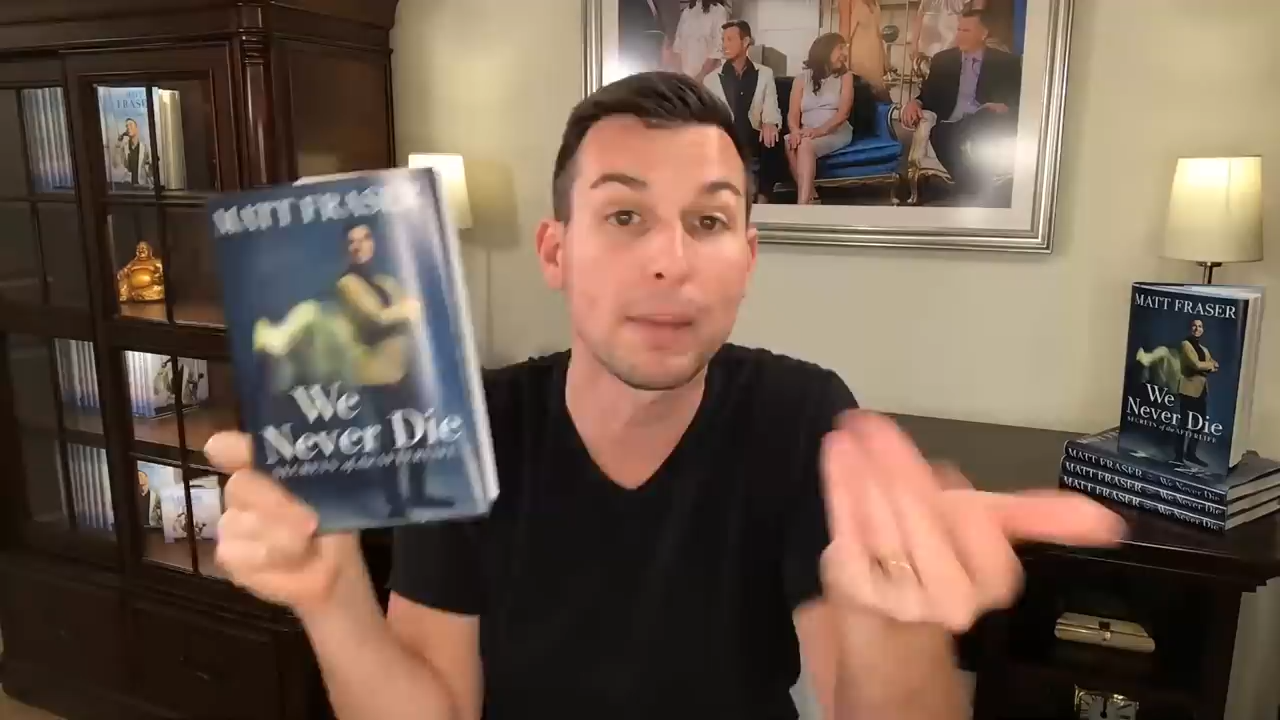 MATT FRASER
We
Never Die
MATT FRASER
We
Never Die
SECRETS of the AFTERLIFE
MATT FRASER We Never Die
MATT FRASER We Never Die
MATT FRASER We Never Die